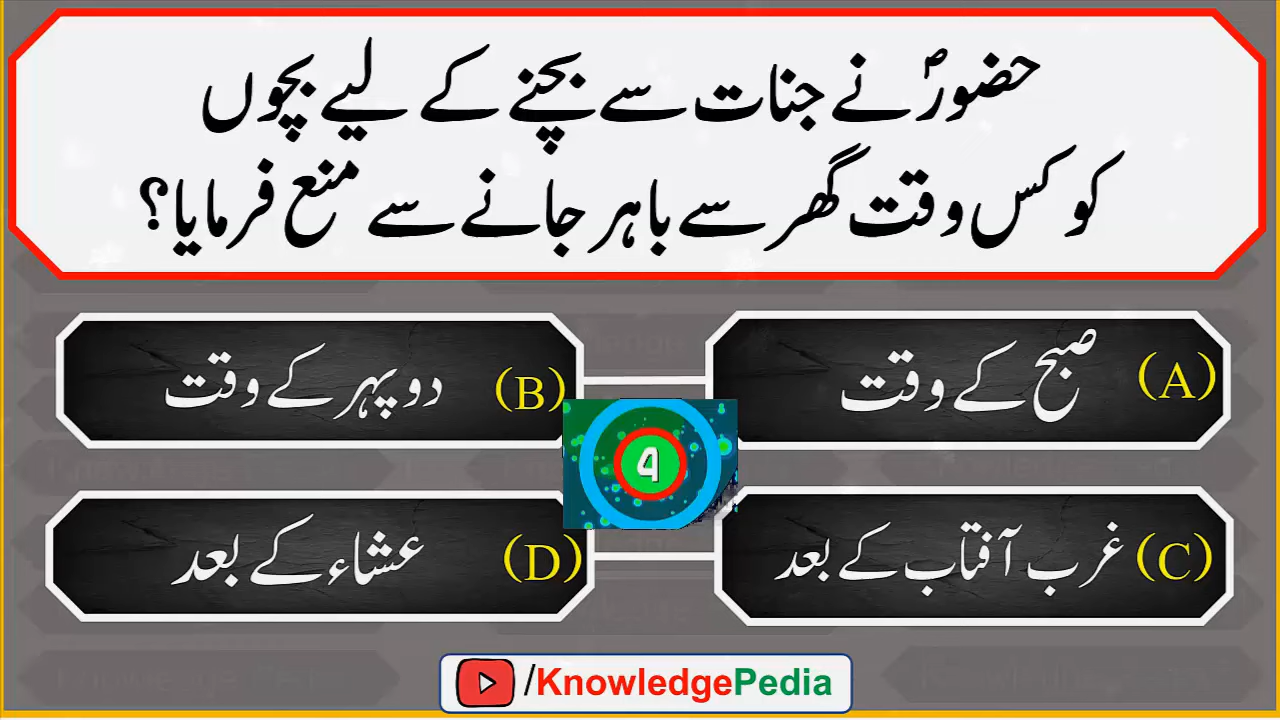 حضورؐ نے جنات سے بچنے کے لیے بچوں
کو کس وقت گھر سے باہر جانے سے منع فرمایا؟
(A) صبح کے وقت
(B) دوپہر کے وقت
4
(C) غرب آفتاب کے بعد
(D) عشاء کے بعد
/KnowledgePedia